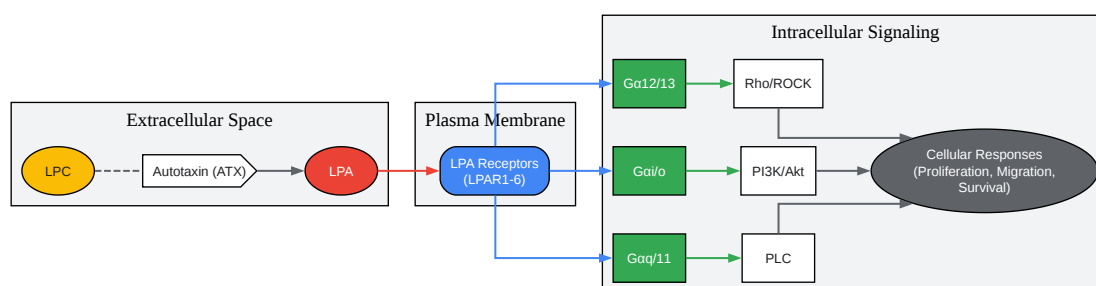 Extracellular Space
LPC
Autotaxin (ATX)
LPA
Plasma Membrane
LPA Receptors
(LPAR1-6)
Intracellular Signaling
Gα12/13
Rho/ROCK
Gαi/o
PI3K/Akt
Gαq/11
PLC
Cellular Responses
(Proliferation, Migration,
Survival)